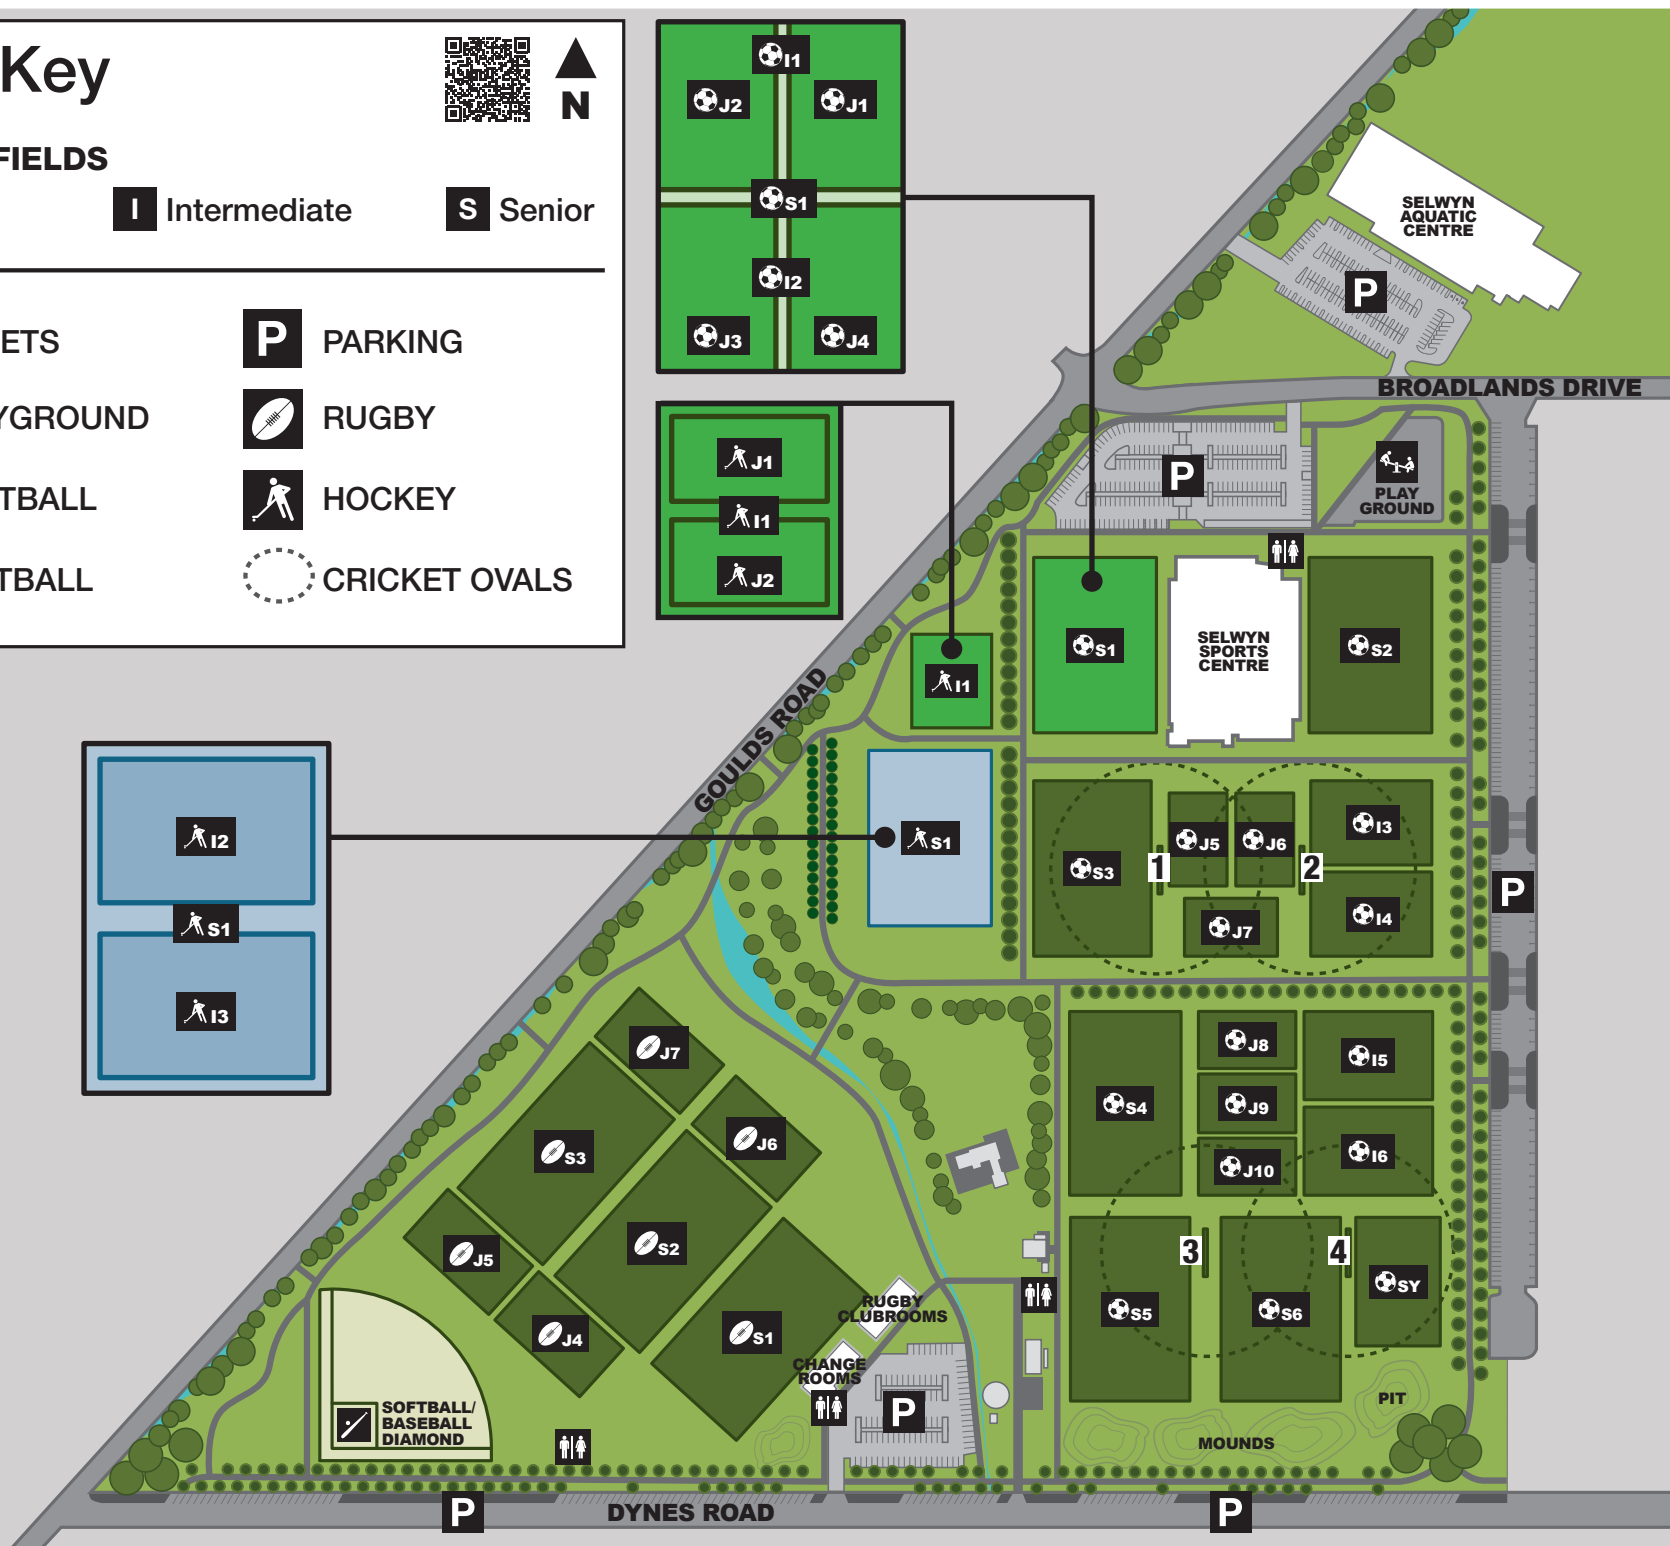 Key
N
FIELDS
I Intermediate
S Senior
ETS
P PARKING
YGROUND
RUGBY
TBALL
HOCKEY
TBALL
CRICKET OVALS
I1
J2
J1
S1
I2
J3
J4
J1
I1
J2
I2
S1
I3
SELWYN
AQUATIC
CENTRE
P
BROADLANDS DRIVE
P
PLAY
GROUND
S1
SELWYN
SPORTS
CENTRE
S2
I1
GOULDS ROAD
S1
S3
1
J5
J6
2
I3
I4
J7
P
S4
J8
J9
J10
I5
I6
3
4
S5
S6
SY
J7
J6
S3
S2
J5
J4
S1
RUGBY
CLUBROOMS
CHANGE
ROOMS
P
SOFTBALL/
BASEBALL
DIAMOND
PIT
MOUNDS
P
DYNES ROAD
P